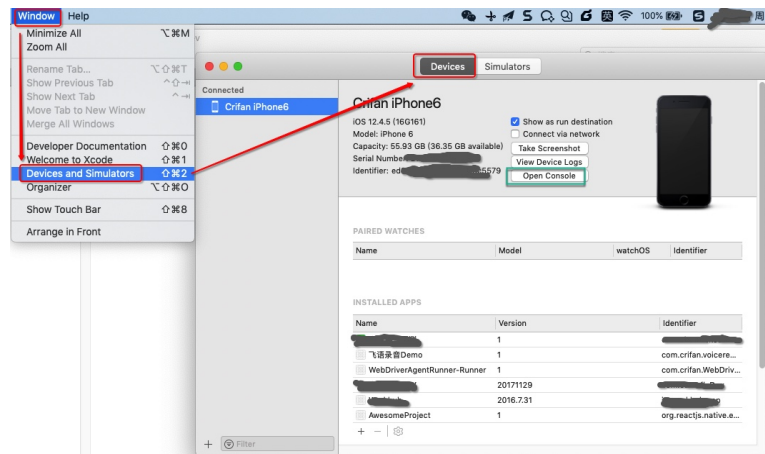 Window Help
100%
英
周
Minimize All ⌥⌘M
Zoom All
Rename Tab... ⌥⇧⌘T
Show Previous Tab ^⇧⇥
Show Next Tab ^⇥
Move Tab to New Window
Merge All Windows
Developer Documentation ⇧⌘0
Welcome to Xcode ⇧⌘1
Devices and Simulators ⇧⌘2
Organizer ⌥⇧⌘O
Show Touch Bar ⇧⌘8
Arrange in Front
Devices Simulators
Connected
Crifan iPhone6
Filter
Crifan iPhone6
iOS 12.4.5 (16G161)
Model: iPhone 6
Capacity: 55.93 GB (36.35 GB available)
Serial Number:
Identifier: ed 5579
Show as run destination
Connect via network
Take Screenshot
View Device Logs
Open Console
PAIRED WATCHES
Name Model watchOS Identifier
INSTALLED APPS
Name Version Identifier
1
飞语录音Demo 1 com.crifan.voicere...
WebDriverAgentRunner-Runner 1 com.crifan.WebDriv...
20171129
2016.7.31
AwesomeProject 1 org.reactjs.native.e...